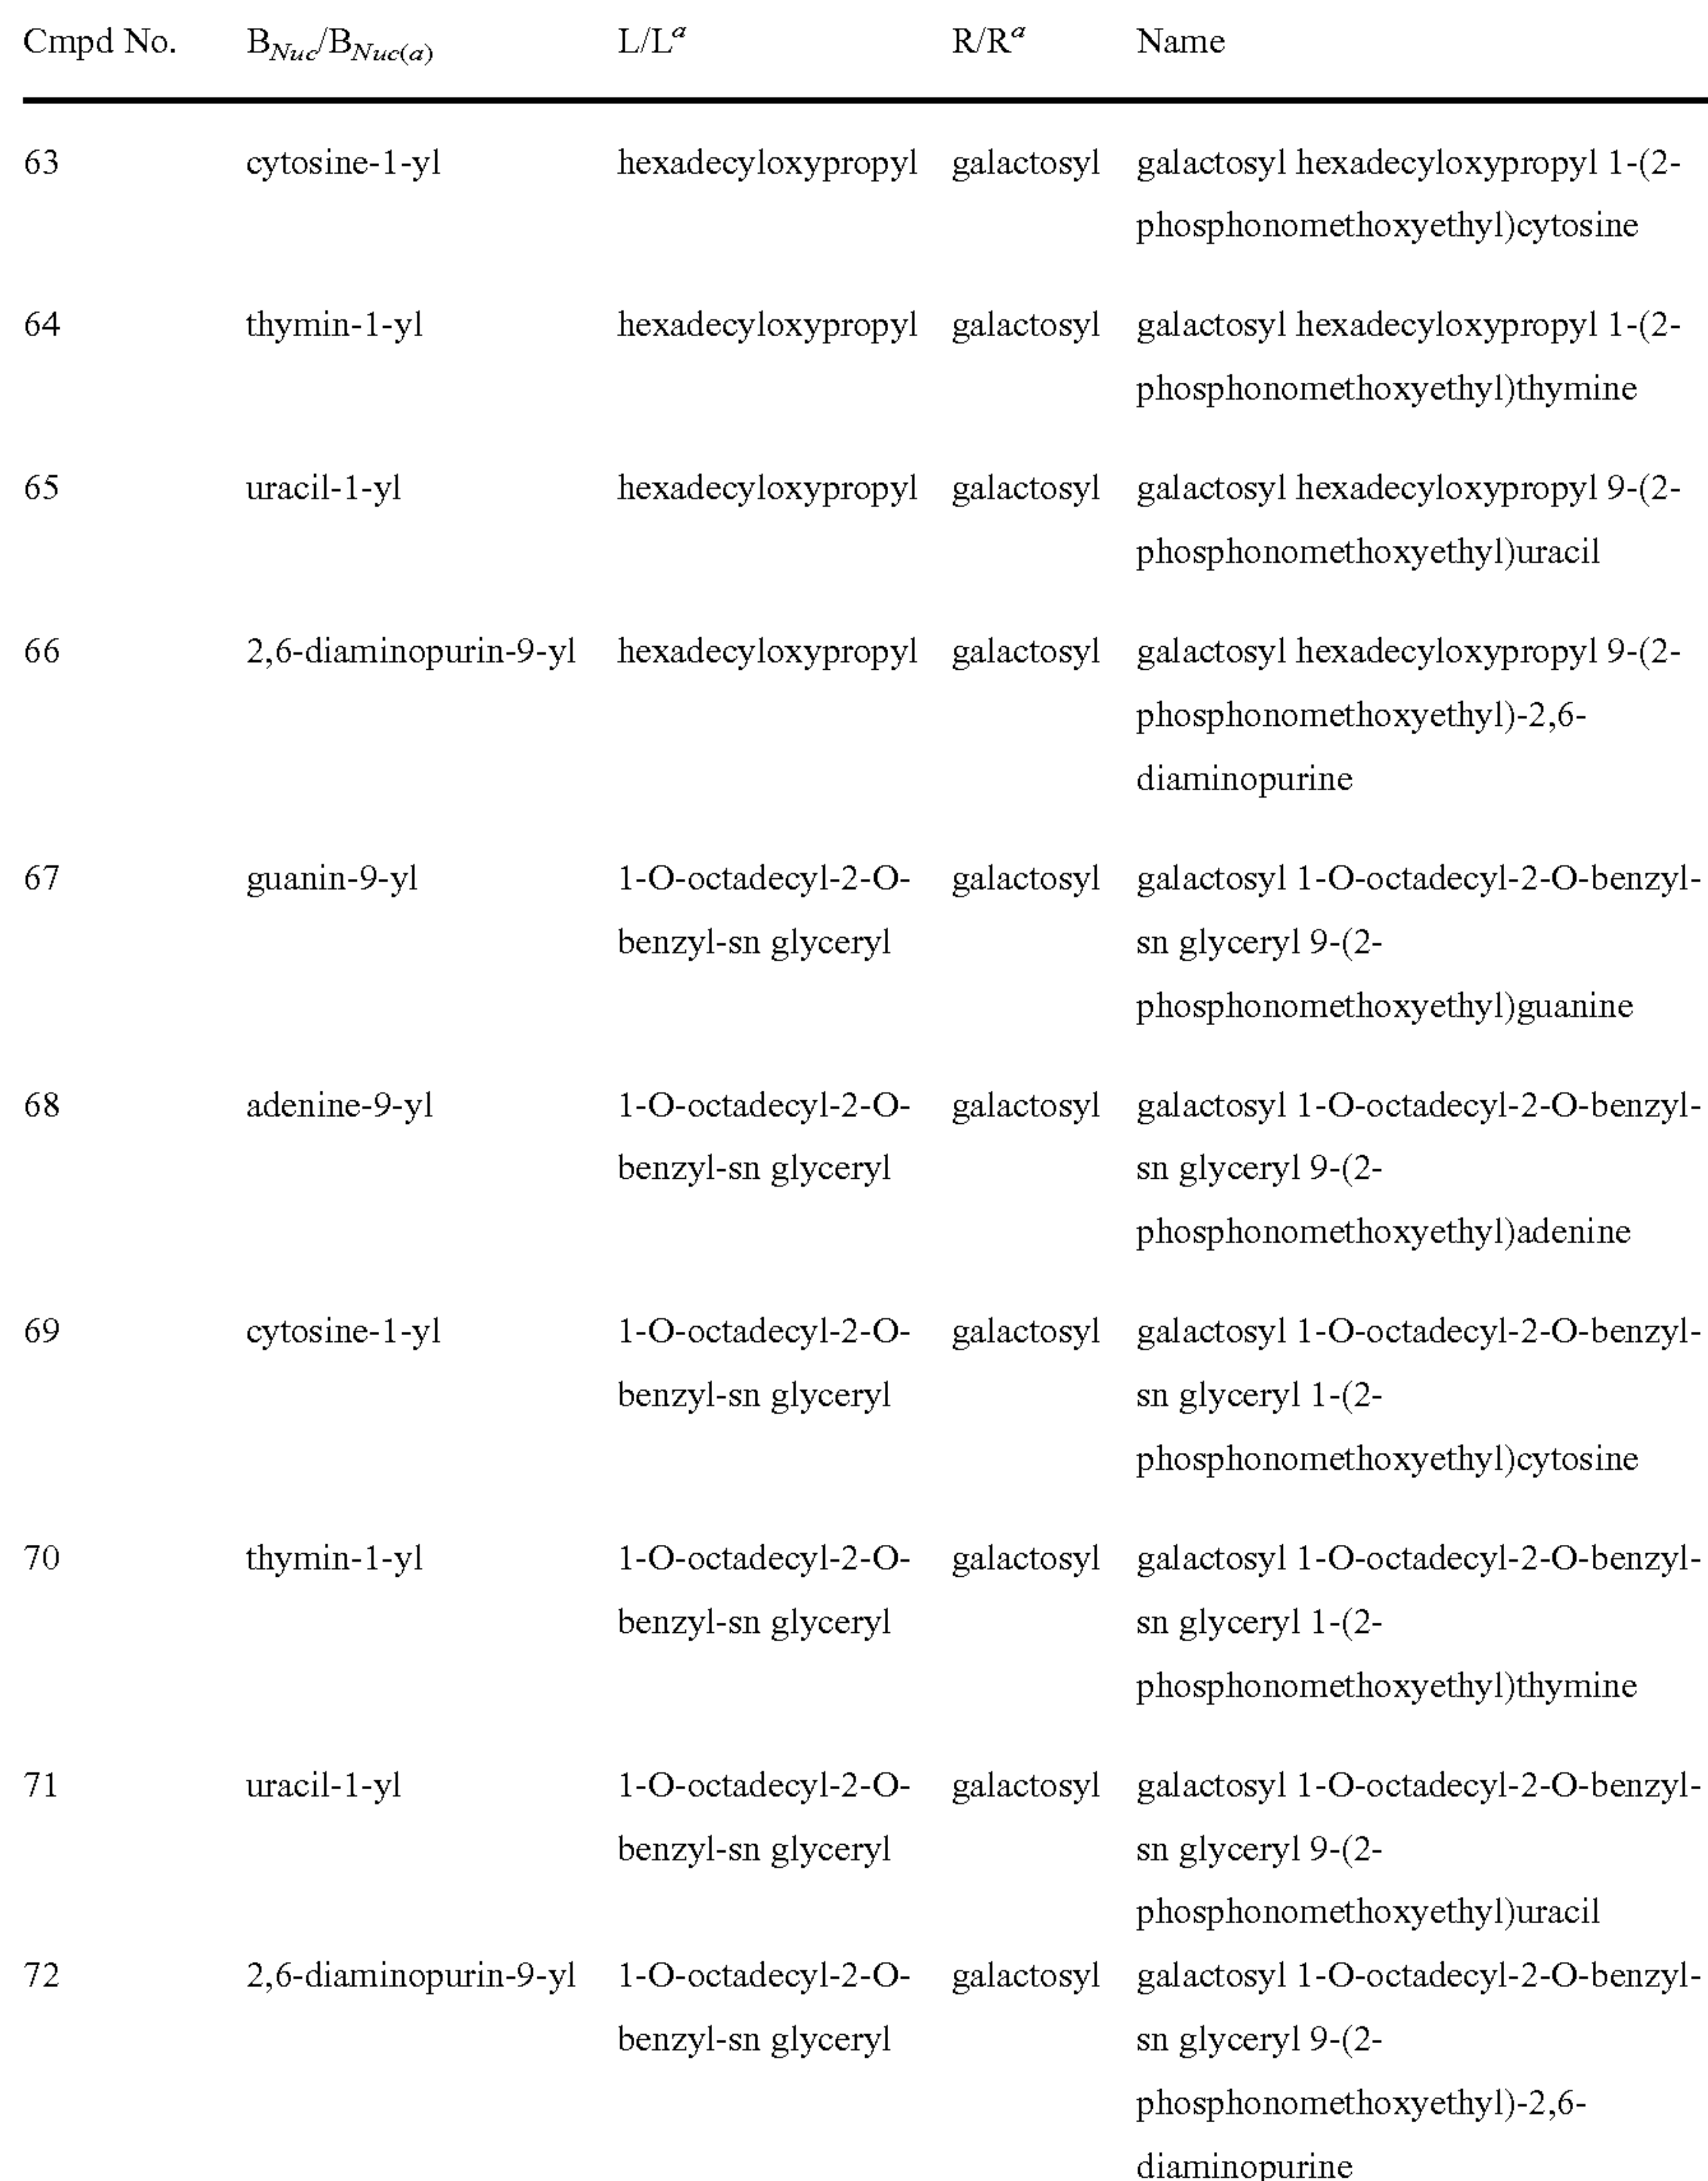 Cmpd No. B_Nuc/B_Nuc(a) L/L^a R/R^a Name
63 cytosine-1-yl hexadecyloxypropyl galactosyl galactosyl hexadecyloxypropyl 1-(2-
phosphonomethoxyethyl)cytosine
64 thymin-1-yl hexadecyloxypropyl galactosyl galactosyl hexadecyloxypropyl 1-(2-
phosphonomethoxyethyl)thymine
65 uracil-1-yl hexadecyloxypropyl galactosyl galactosyl hexadecyloxypropyl 9-(2-
phosphonomethoxyethyl)uracil
66 2,6-diaminopurin-9-yl hexadecyloxypropyl galactosyl galactosyl hexadecyloxypropyl 9-(2-
phosphonomethoxyethyl)-2,6-
diaminopurine
67 guanin-9-yl 1-O-octadecyl-2-O- galactosyl galactosyl 1-O-octadecyl-2-O-benzyl-
benzyl-sn glyceryl sn glyceryl 9-(2-
phosphonomethoxyethyl)guanine
68 adenine-9-yl 1-O-octadecyl-2-O- galactosyl galactosyl 1-O-octadecyl-2-O-benzyl-
benzyl-sn glyceryl sn glyceryl 9-(2-
phosphonomethoxyethyl)adenine
69 cytosine-1-yl 1-O-octadecyl-2-O- galactosyl galactosyl 1-O-octadecyl-2-O-benzyl-
benzyl-sn glyceryl sn glyceryl 1-(2-
phosphonomethoxyethyl)cytosine
70 thymin-1-yl 1-O-octadecyl-2-O- galactosyl galactosyl 1-O-octadecyl-2-O-benzyl-
benzyl-sn glyceryl sn glyceryl 1-(2-
phosphonomethoxyethyl)thymine
71 uracil-1-yl 1-O-octadecyl-2-O- galactosyl galactosyl 1-O-octadecyl-2-O-benzyl-
benzyl-sn glyceryl sn glyceryl 9-(2-
phosphonomethoxyethyl)uracil
72 2,6-diaminopurin-9-yl 1-O-octadecyl-2-O- galactosyl galactosyl 1-O-octadecyl-2-O-benzyl-
benzyl-sn glyceryl sn glyceryl 9-(2-
phosphonomethoxyethyl)-2,6-
diaminopurine